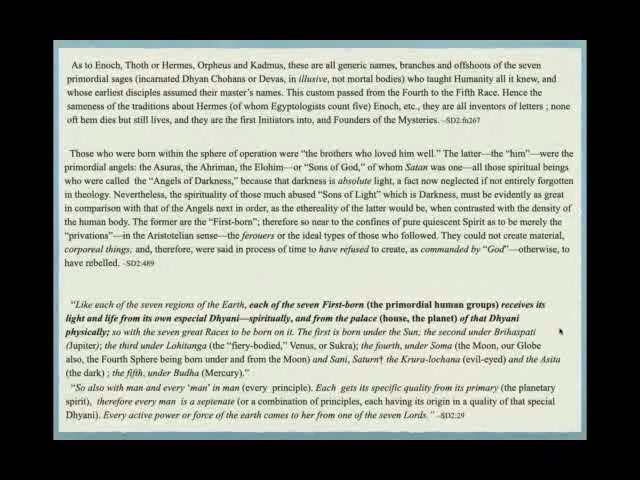 As to Enoch, Thoth or Hermes, Orpheus and Kadmus, these are all generic names, branches and offshoots of the seven
primordial sages (incarnated Dhyan Chohans or Devas, in illusive, not mortal bodies) who taught Humanity all it knew, and
whose earliest disciples assumed their master's names. This custom passed from the Fourth to the Fifth Race. Hence the
sameness of the traditions about Hermes (of whom Egyptologists count five) Enoch, etc., they are all inventors of letters ; none
oft hem dies but still lives, and they are the first Initiators into, and Founders of the Mysteries. ~SD2:fn267
Those who were born within the sphere of operation were “the brothers who loved him well.” The latter—the “him”—were the
primordial angels: the Asuras, the Ahriman, the Elohim—or “Sons of God,” of whom Satan was one—all those spiritual beings
who were called the “Angels of Darkness,” because that darkness is absolute light, a fact now neglected if not entirely forgotten
in theology. Nevertheless, the spirituality of those much abused “Sons of Light” which is Darkness, must be evidently as great
in comparison with that of the Angels next in order, as the ethereality of the latter would be, when contrasted with the density of
the human body. The former are the “First-born”; therefore so near to the confines of pure quiescent Spirit as to be merely the
“privations”—in the Aristotelian sense—the ferouers or the ideal types of those who followed. They could not create material,
corporeal things, and, therefore, were said in process of time to have refused to create, as commanded by “God”—otherwise, to
have rebelled. ~SD2:489
“Like each of the seven regions of the Earth, each of the seven First-born (the primordial human groups) receives its
light and life from its own especial Dhyani—spiritually, and from the palace (house, the planet) of that Dhyani
physically; so with the seven great Races to be born on it. The first is born under the Sun; the second under Brihaspati
(Jupiter); the third under Lohitanga (the “fiery-bodied,” Venus, or Sukra); the fourth, under Soma (the Moon, our Globe
also, the Fourth Sphere being born under and from the Moon) and Sani, Saturn† the Krura-lochana (evil-eyed) and the Asita
(the dark) ; the fifth, under Budha (Mercury).”
“So also with man and every ‘man’ in man (every principle). Each gets its specific quality from its primary (the planetary
spirit), therefore every man is a septenate (or a combination of principles, each having its origin in a quality of that special
Dhyani). Every active power or force of the earth comes to her from one of the seven Lords.” ~SD2:29